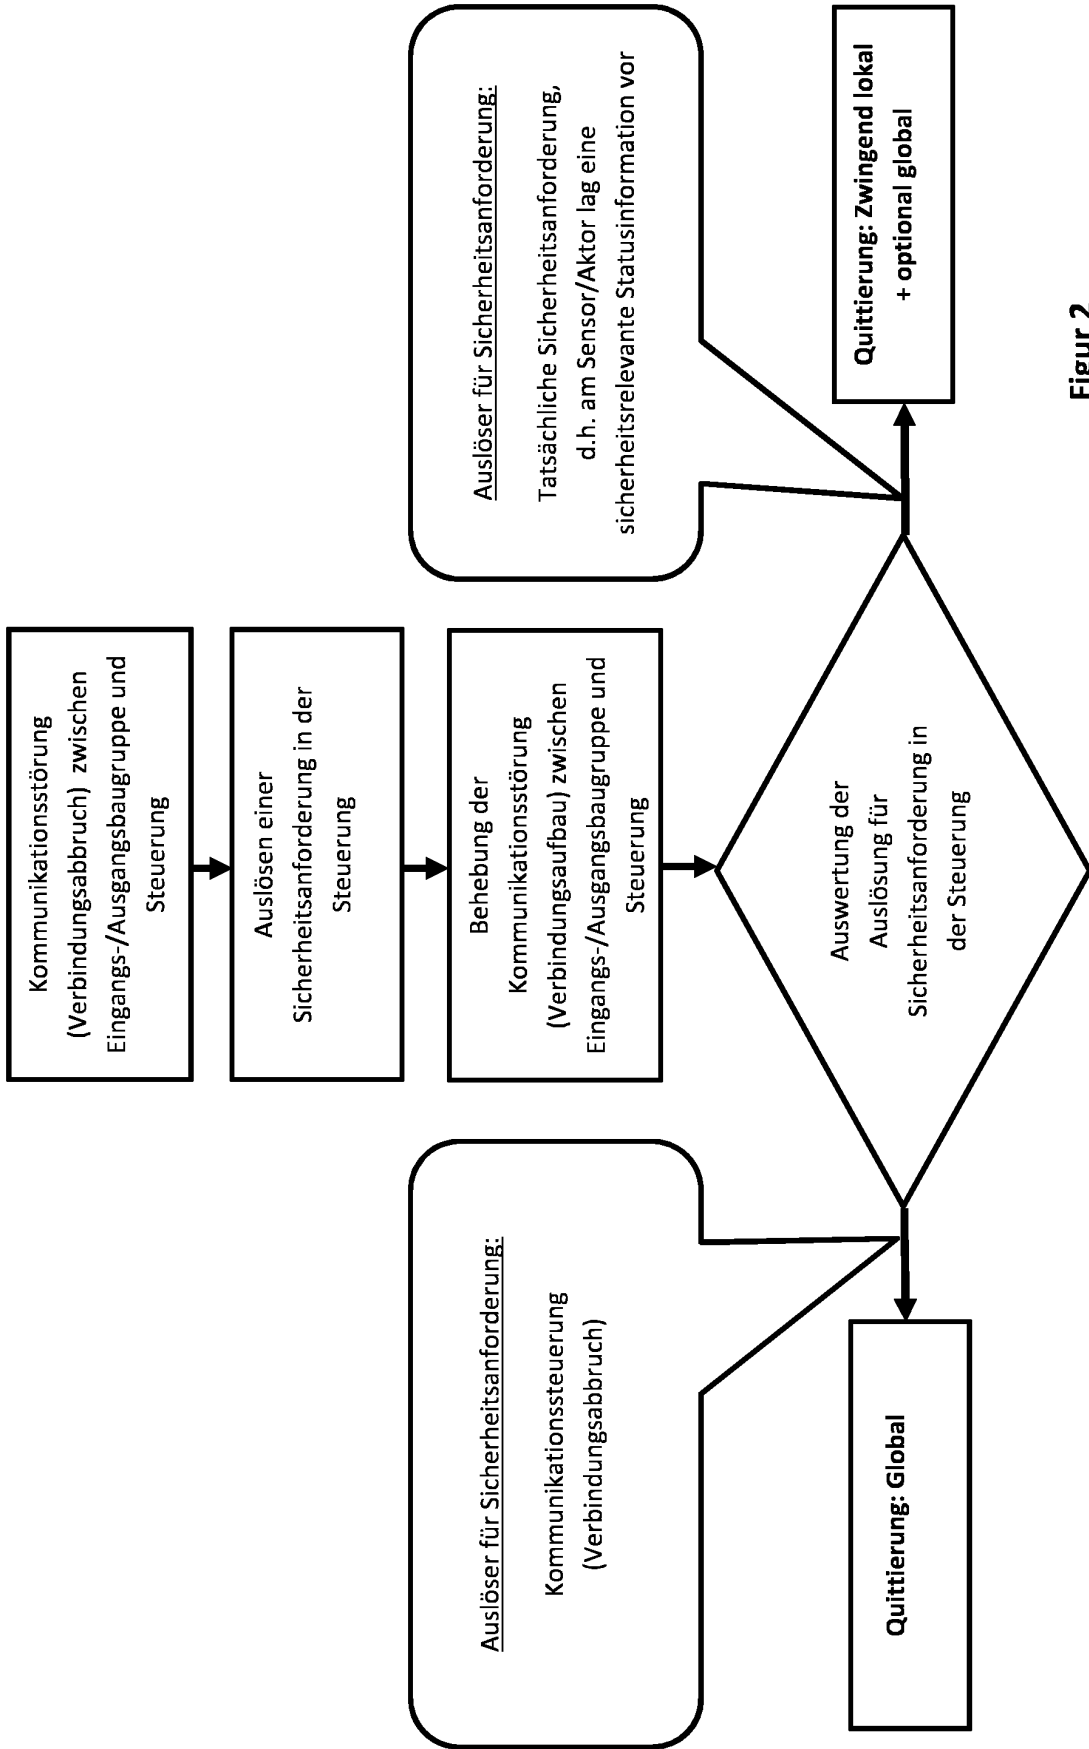 Kommunikationsstörung
(Verbindungsabbruch) zwischen
Eingangs-/Ausgangsbaugruppe und
Steuerung
Auslösen einer
Sicherheitsanforderung in der
Steuerung
Behebung der
Kommunikationsstörung
(Verbindungsaufbau) zwischen
Eingangs-/Ausgangsbaugruppe und
Steuerung
Auswertung der
Auslösung für
Sicherheitsanforderung in
der Steuerung
Auslöser für Sicherheitsanforderung:
Kommunikationssteuerung
(Verbindungsabbruch)
Quittierung: Global
Auslöser für Sicherheitsanforderung:
Tatsächliche Sicherheitsanforderung,
d.h. am Sensor/Aktor lag eine
sicherheitsrelevante Statusinformation vor
Quittierung: Zwingend lokal
+ optional global
Figur 2